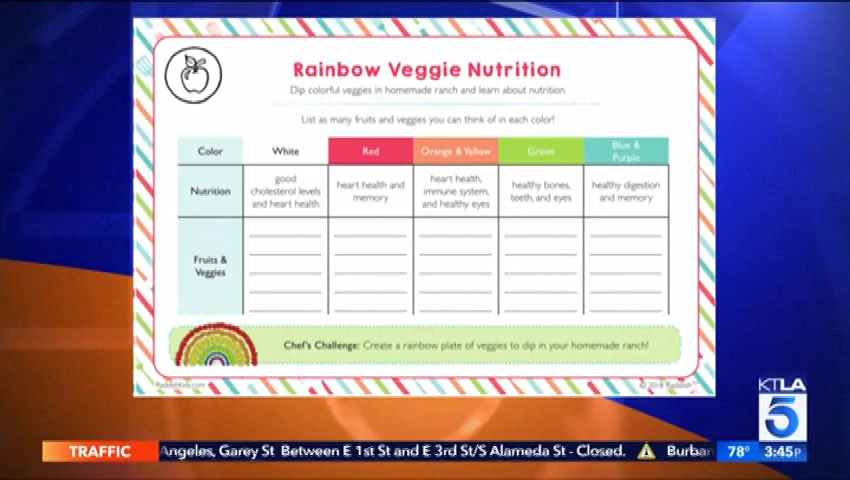 Rainbow Veggie Nutrition
Dip colorful veggies in homemade ranch and learn about nutrition.
List as many fruits and veggies you can think of in each color!
Color White Red Orange & Yellow Green Blue & Purple
Nutrition
good cholesterol levels and heart health
heart health and memory
heart health, immune system, and healthy eyes
healthy bones, teeth, and eyes
healthy digestion and memory
Fruits & Veggies
Chef's Challenge: Create a rainbow plate of veggies to dip in your homemade ranch!
RaddishKids.com
© 2018 Raddish
KTLA
5
TRAFFIC Angeles, Garey St Between E 1st St and E 3rd St/S Alameda St - Closed. Burban 78° 3:45P